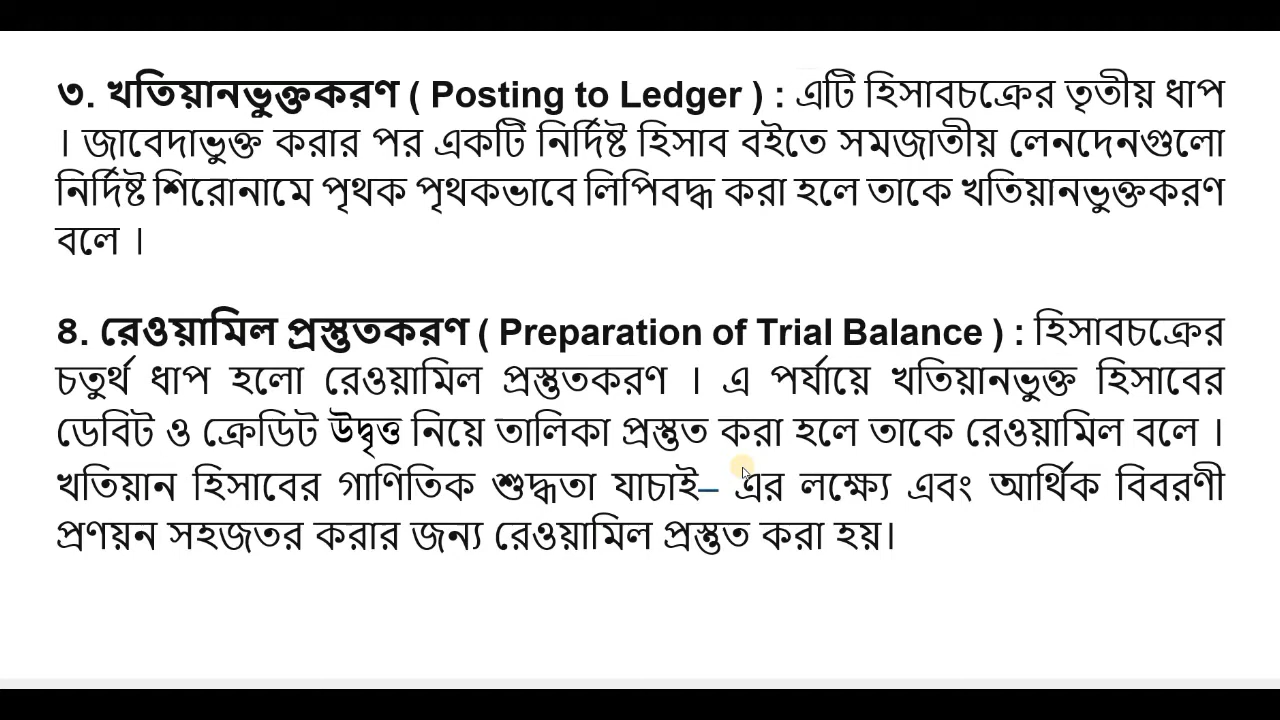 ৩. খতিয়ানভুক্তকরণ ( Posting to Ledger ) : এটি হিসাবচক্রের তৃতীয় ধাপ
। জাবেদাভুক্ত করার পর একটি নির্দিষ্ট হিসাব বইতে সমজাতীয় লেনদেনগুলো
নির্দিষ্ট শিরোনামে পৃথক পৃথকভাবে লিপিবদ্ধ করা হলে তাকে খতিয়ানভুক্তকরণ
বলে ।
৪. রেওয়ামিল প্রস্তুতকরণ ( Preparation of Trial Balance ) : হিসাবচক্রের
চতুর্থ ধাপ হলো রেওয়ামিল প্রস্তুতকরণ । এ পর্যায়ে খতিয়ানভুক্ত হিসাবের
ডেবিট ও ক্রেডিট উদ্বৃত্ত নিয়ে তালিকা প্রস্তুত করা হলে তাকে রেওয়ামিল বলে ।
খতিয়ান হিসাবের গাণিতিক শুদ্ধতা যাচাই– এর লক্ষ্যে এবং আর্থিক বিবরণী
প্রণয়ন সহজতর করার জন্য রেওয়ামিল প্রস্তুত করা হয়।